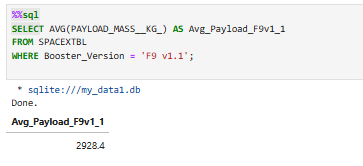 %%sql
SELECT AVG(PAYLOAD_MASS__KG_) AS Avg_Payload_F9v1_1
FROM SPACEXTBL
WHERE Booster_Version = 'F9 v1.1';
* sqlite:///my_data1.db
Done.
Avg_Payload_F9v1_1
2928.4